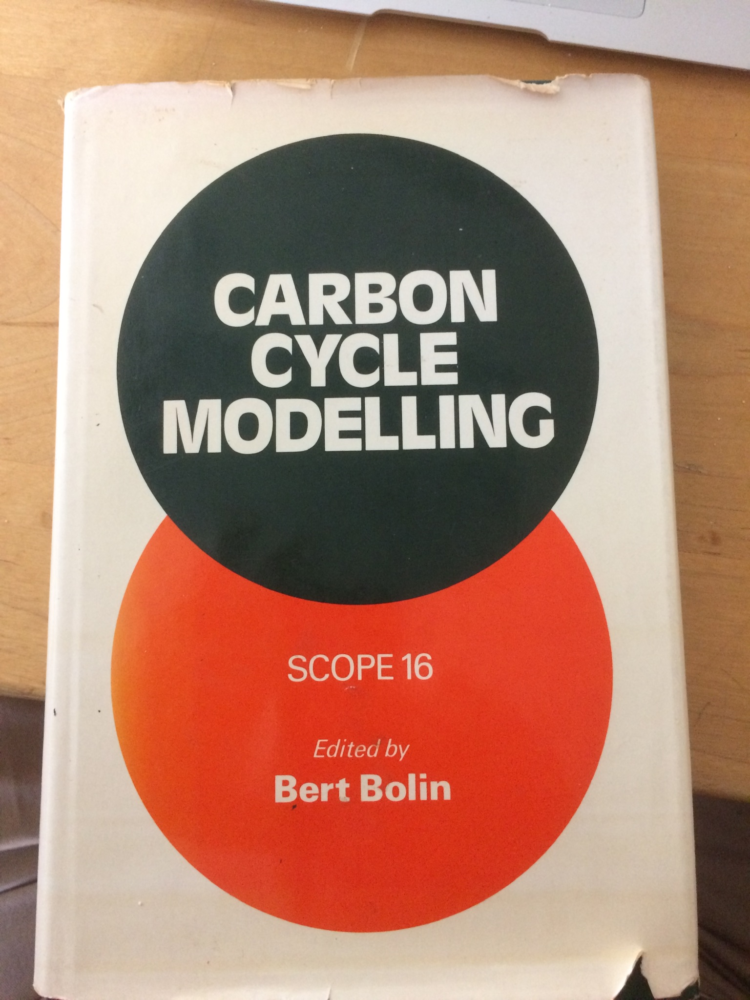 CARBON
CYCLE
MODELLING
SCOPE 16
Edited by
Bert Bolin